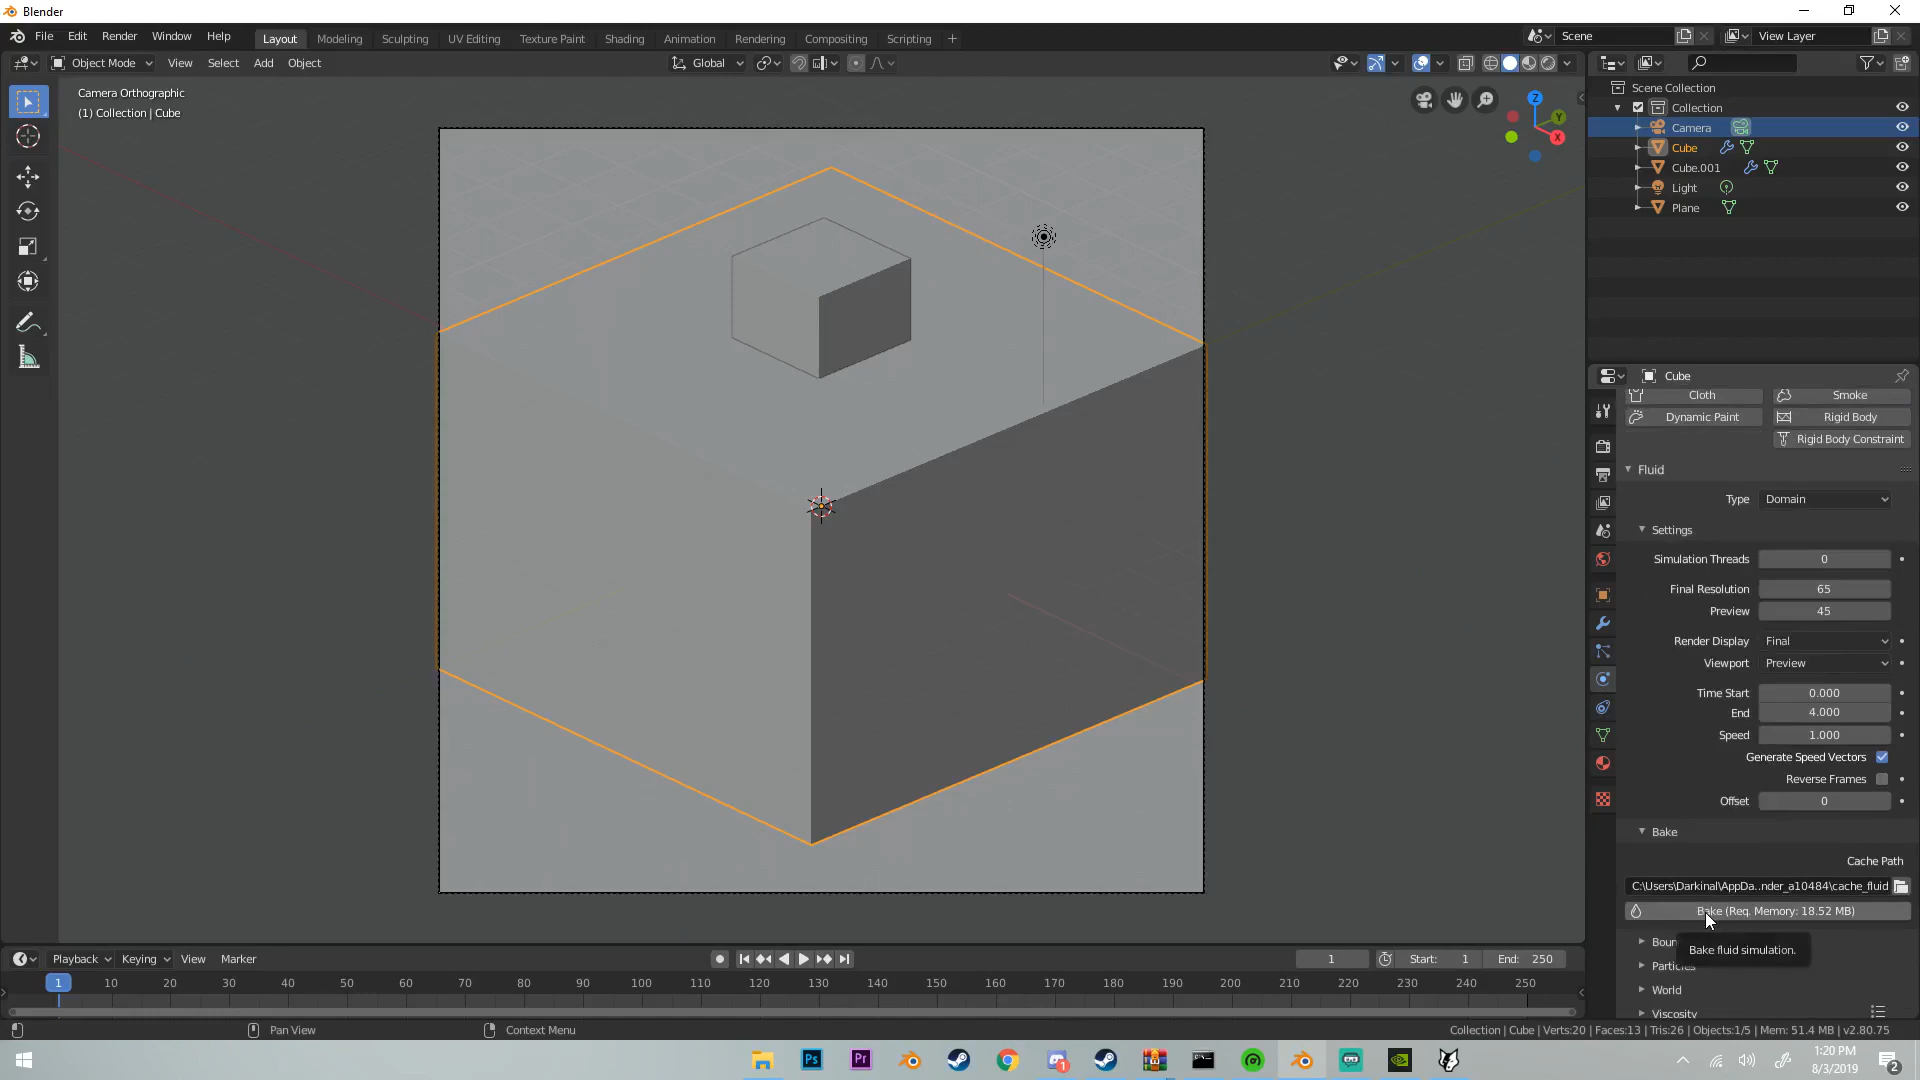 Blender
File Edit Render Window Help
Layout Modeling Sculpting UV Editing Texture Paint Shading Animation Rendering Compositing Scripting +
Scene
View Layer
Object Mode View Select Add Object
Global
Camera Orthographic
(1) Collection | Cube
Z
Y
X
Scene Collection
Collection
Camera
Cube
Cube.001
Light
Plane
Cube
Cloth
Smoke
Dynamic Paint
Rigid Body
Rigid Body Constraint
Fluid
Type Domain
Settings
Simulation Threads 0
Final Resolution 65
Preview 45
Render Display Final
Viewport Preview
Time Start 0.000
End 4.000
Speed 1.000
Generate Speed Vectors
Reverse Frames
Offset 0
Bake
Cache Path
C:\Users\Darkinal\AppDa..nder_a10484\cache_fluid
Bake (Req. Memory: 18.52 MB)
Bake fluid simulation.
World
Viscosity
Playback Keying View Marker
1
Start: 1
End: 250
1 10 20 30 40 50 60 70 80 90 100 110 120 130 140 150 160 170 180 190 200 210 220 230 240 250
Pan View
Context Menu
Collection | Cube | Verts:20 | Faces:13 | Tris:26 | Objects:1/5 | Mem: 51.4 MB | v2.80.75
Ps
Pr
1
1:20 PM
8/3/2019
2